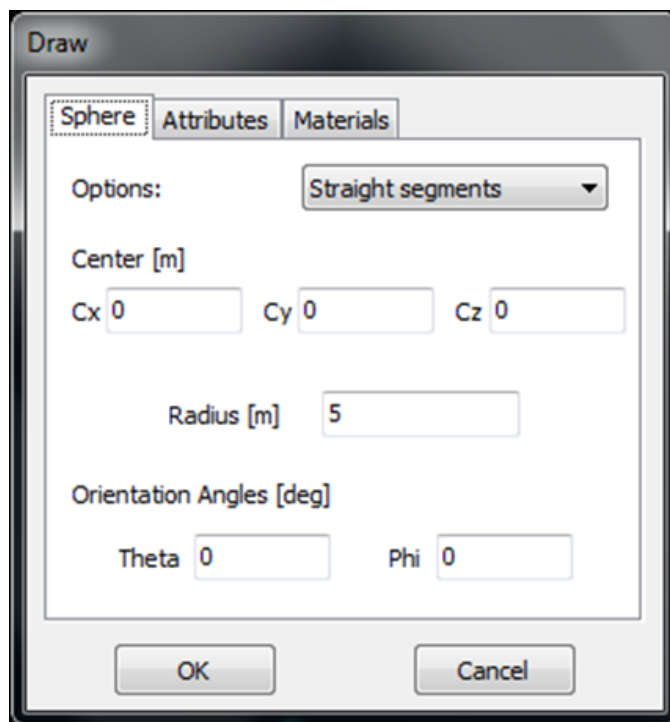 Draw
Sphere Attributes Materials
Options: Straight segments
Center [m]
Cx 0 Cy 0 Cz 0
Radius [m] 5
Orientation Angles [deg]
Theta 0 Phi 0
OK Cancel